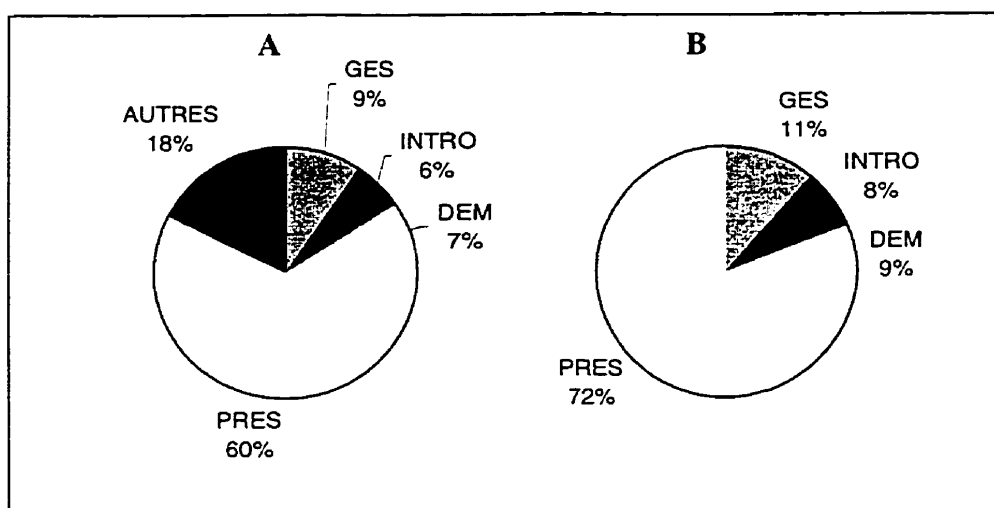 A
GES
9%
AUTRES
18%
INTRO
6%
DEM
7%
PRES
60%
B
GES
11%
INTRO
8%
DEM
9%
PRES
72%